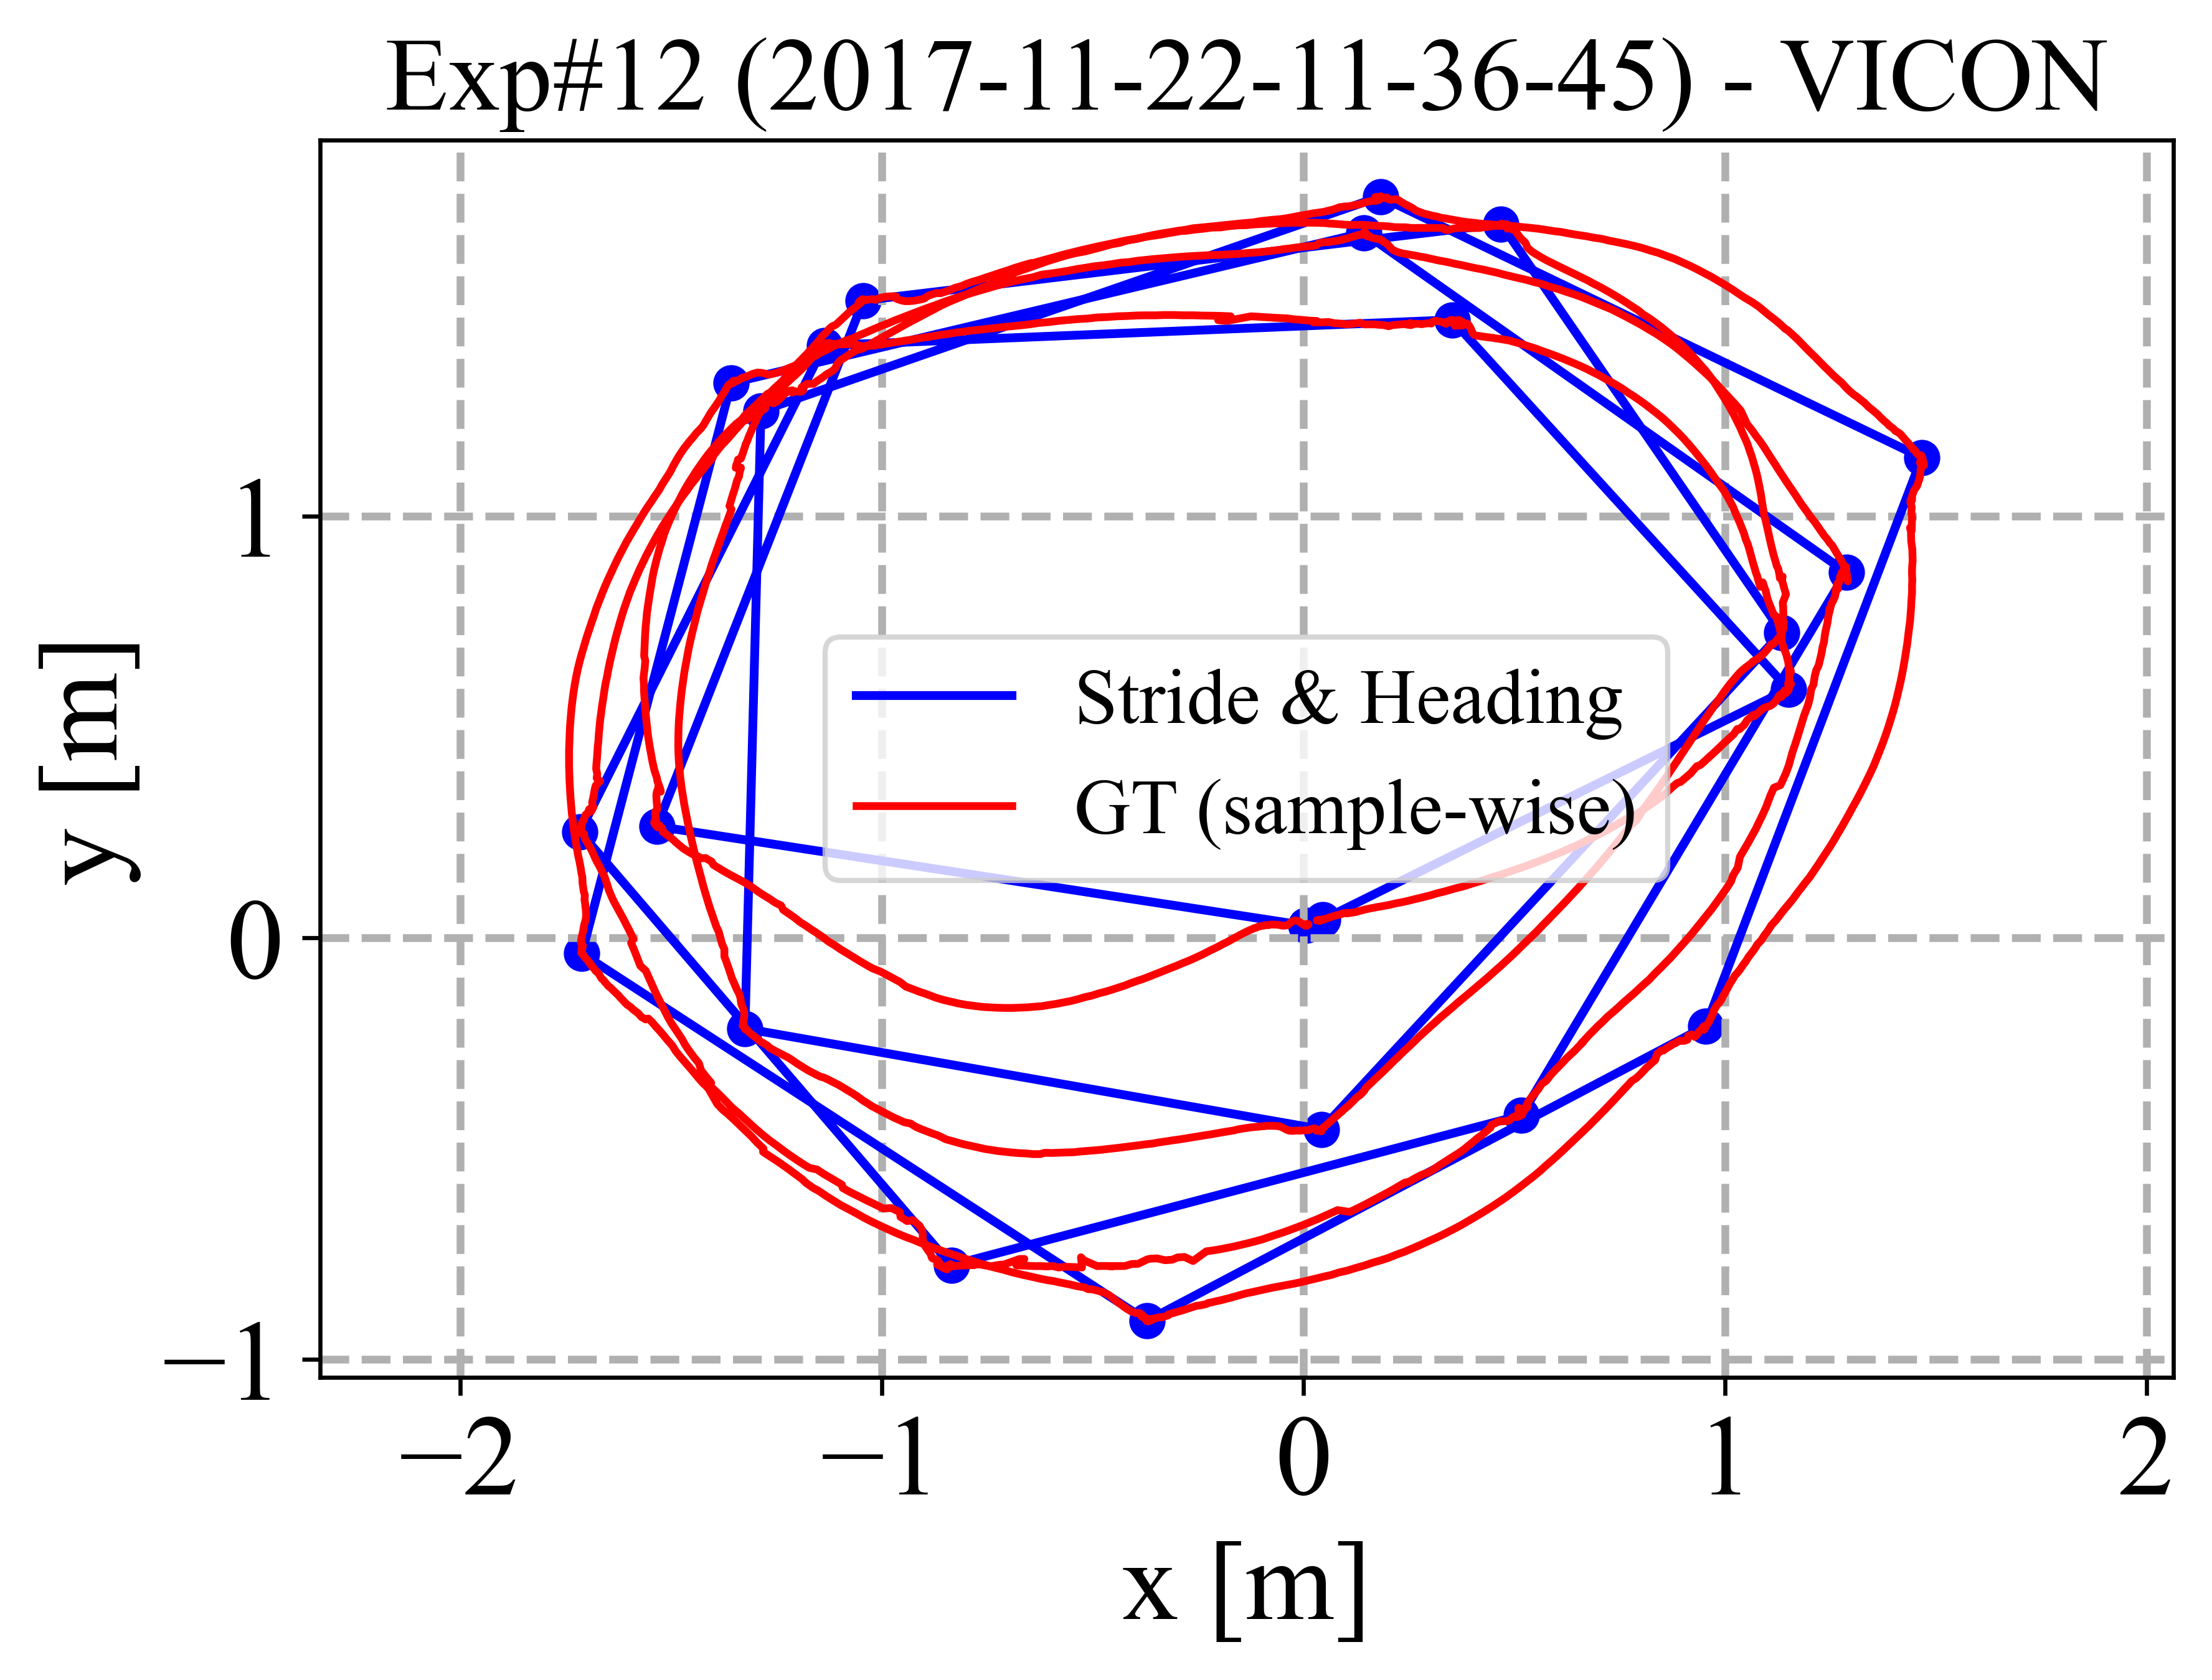 Exp#12 (2017-11-22-11-36-45) - VICON
y [m]
1
0
−1
Stride & Heading
GT (sample-wise)
−2 −1 0 1 2
x [m]